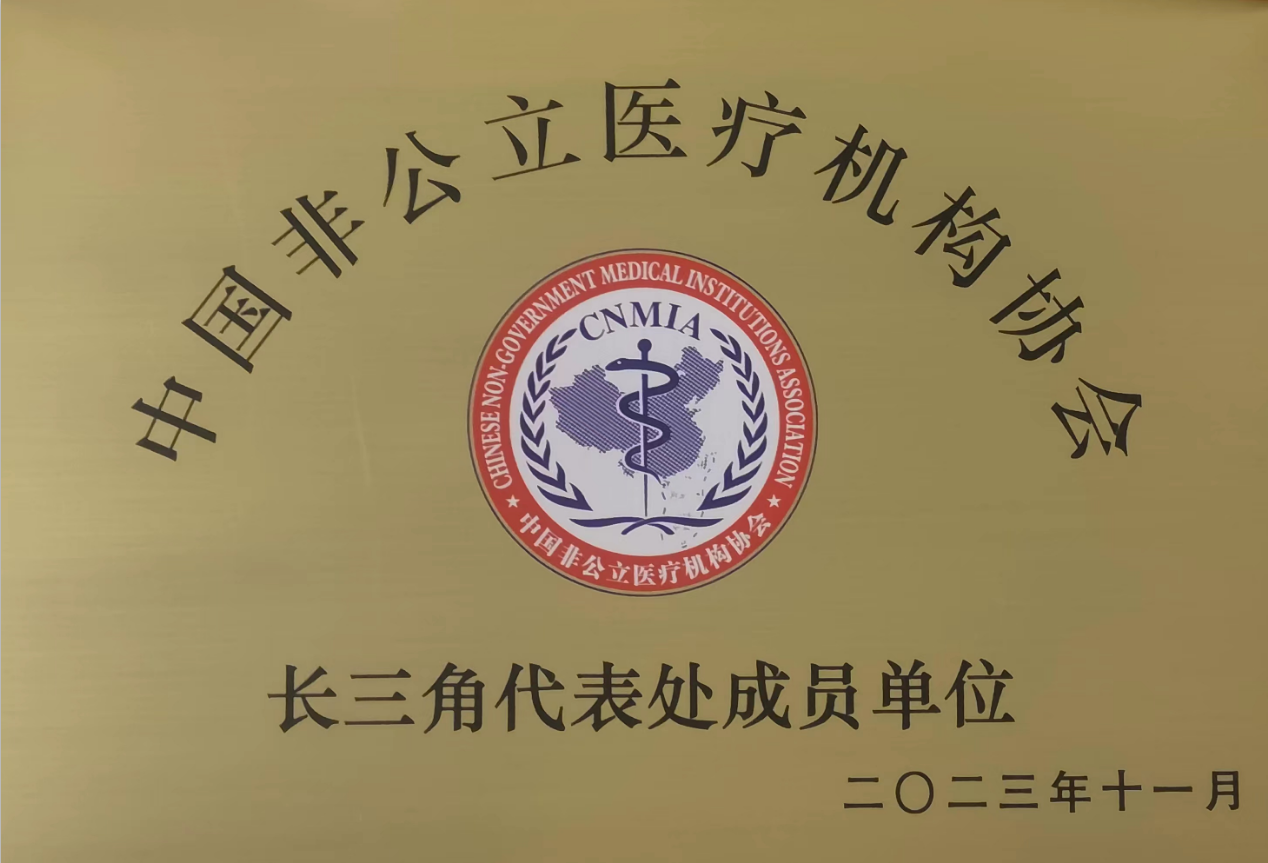 中国非公立医疗机构协会
CHINESE NON-GOVERNMENT MEDICAL INSTITUTIONS ASSOCIATION
CNMIA
中国非公立医疗机构协会
长三角代表处成员单位
二〇二三年十一月